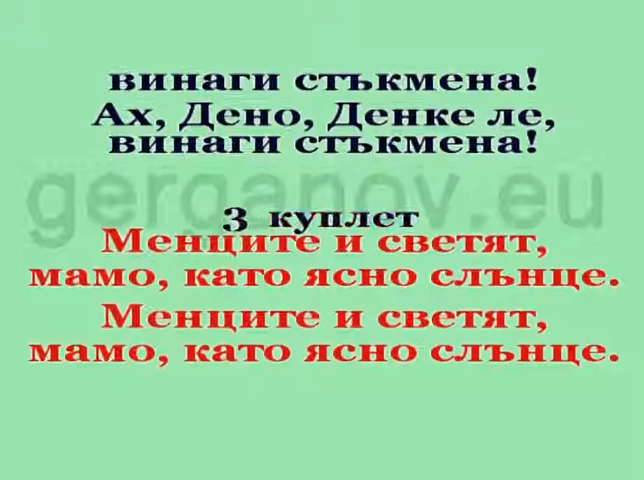 винаги стъкмена!
Ах, Дено, Денке ле,
винаги стъкмена!
gerganov.eu
3 куплет
Менците и светят,
мамо, като ясно слънце.
Менците и светят,
мамо, като ясно слънце.